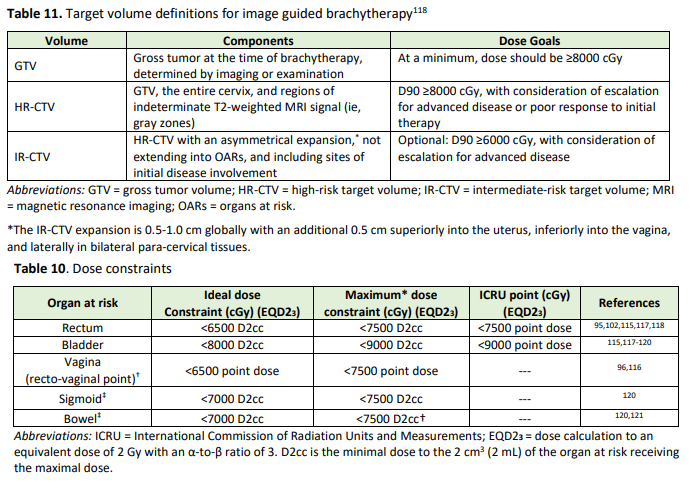 Table 11. Target volume definitions for image guided brachytherapy118
Volume Components Dose Goals
GTV Gross tumor at the time of brachytherapy, At a minimum, dose should be ≥8000 cGy
determined by imaging or examination
GTV, the entire cervix, and regions of D90 ≥8000 cGy, with consideration of escalation
HR-CTV indeterminate T2-weighted MRI signal (ie, for advanced disease or poor response to initial
gray zones) therapy
HR-CTV with an asymmetrical expansion,* not Optional: D90 ≥6000 cGy, with consideration of
IR-CTV extending into OARs, and including sites of escalation for advanced disease
initial disease involvement
Abbreviations: GTV = gross tumor volume; HR-CTV = high-risk target volume; IR-CTV = intermediate-risk target volume; MRI
= magnetic resonance imaging; OARs = organs at risk.
*The IR-CTV expansion is 0.5-1.0 cm globally with an additional 0.5 cm superiorly into the uterus, inferiorly into the vagina,
and laterally in bilateral para-cervical tissues.
Table 10. Dose constraints
Organ at risk Ideal dose Constraint (cGy) (EQD2₃) Maximum* dose constraint (cGy) (EQD2₃) ICRU point (cGy) (EQD2₃) References
Rectum <6500 D2cc <7500 D2cc <7500 point dose 95,102,115,117,118
Bladder <8000 D2cc <9000 D2cc <9000 point dose 115,117-120
Vagina (recto-vaginal point)† <6500 point dose <7500 point dose --- 96,116
Sigmoid‡ <7000 D2cc <7500 D2cc --- 120
Bowel‡ <7000 D2cc <7500 D2cc† --- 120,121
Abbreviations: ICRU = International Commission of Radiation Units and Measurements; EQD2₃ = dose calculation to an
equivalent dose of 2 Gy with an α-to-β ratio of 3. D2cc is the minimal dose to the 2 cm³ (2 mL) of the organ at risk receiving
the maximal dose.